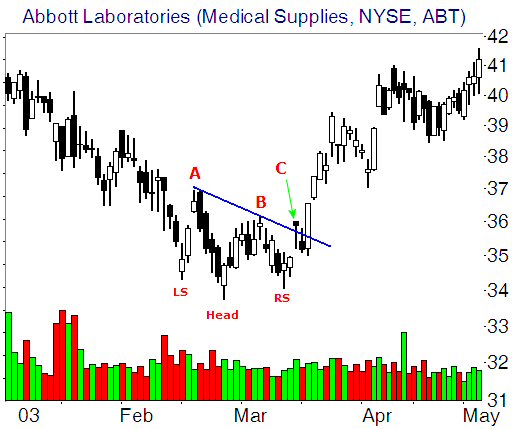 Abbott Laboratories (Medical Supplies, NYSE, ABT)
42
41
40
39
38
37
36
35
34
33
32
31
A
B
C
LS
Head
RS
03 Feb Mar Apr May